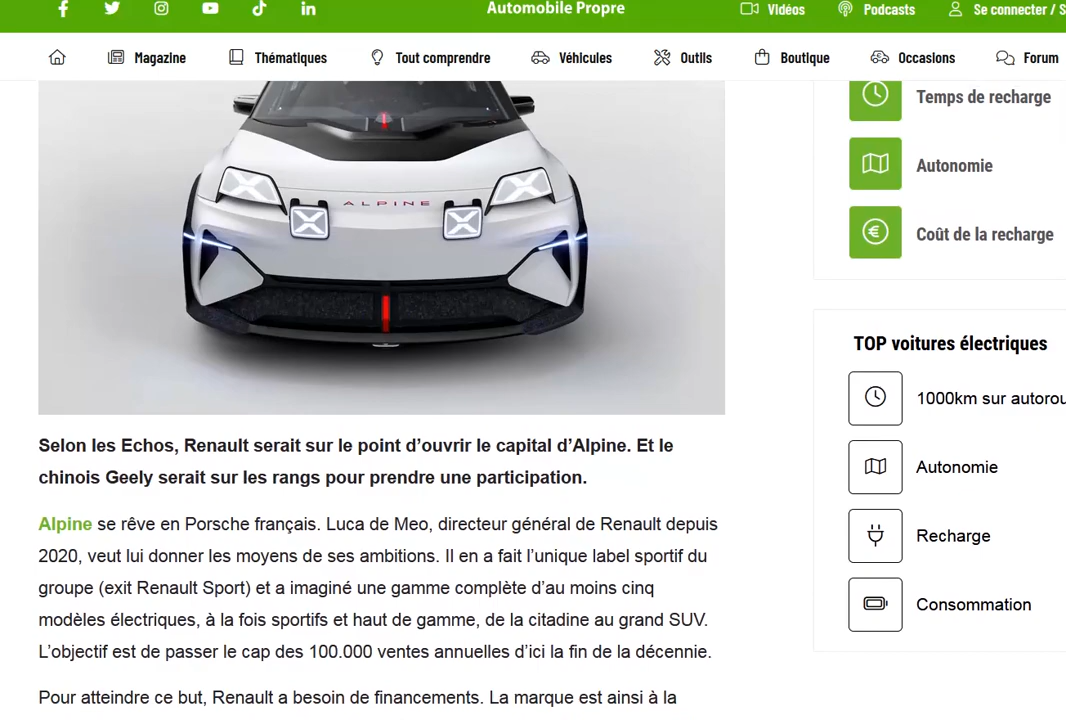 Automobile Propre
Vidéos
Podcasts
Se connecter / S
Magazine
Thématiques
Tout comprendre
Véhicules
Outils
Boutique
Occasions
Forum
ALPINE
Temps de recharge
Autonomie
Coût de la recharge
TOP voitures électriques
1000km sur autorou
Autonomie
Recharge
Consommation
Selon les Echos, Renault serait sur le point d’ouvrir le capital d’Alpine. Et le
chinois Geely serait sur les rangs pour prendre une participation.
Alpine se rêve en Porsche français. Luca de Meo, directeur général de Renault depuis
2020, veut lui donner les moyens de ses ambitions. Il en a fait l’unique label sportif du
groupe (exit Renault Sport) et a imaginé une gamme complète d’au moins cinq
modèles électriques, à la fois sportifs et haut de gamme, de la citadine au grand SUV.
L’objectif est de passer le cap des 100.000 ventes annuelles d’ici la fin de la décennie.
Pour atteindre ce but, Renault a besoin de financements. La marque est ainsi à la